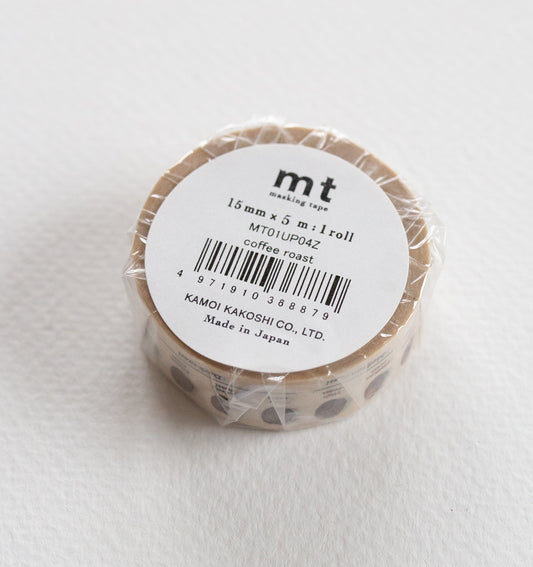 mt
masking tape
15mm x 5 m ; 1 roll
MT01UP04Z
coffee roast
4 971910 388879
KAMOI KAKOSHI CO., LTD.
Made in Japan